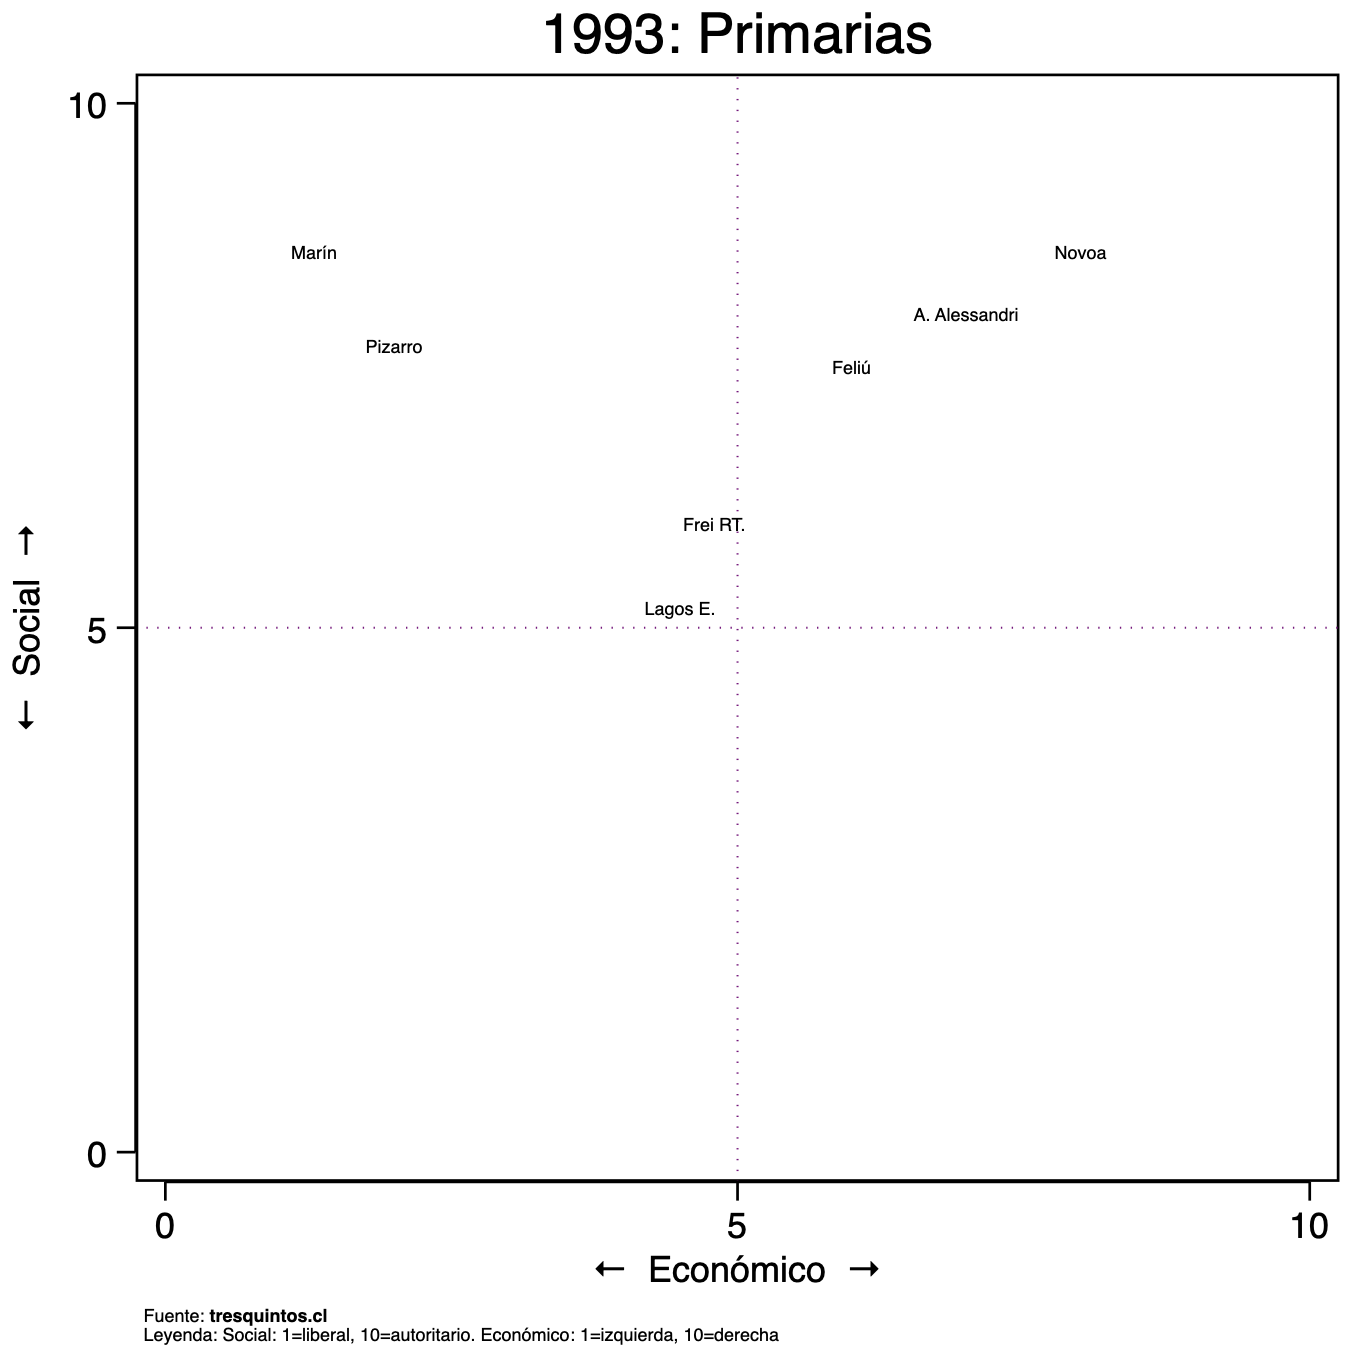 1993: Primarias
10
Marín
Novoa
A. Alessandri
Pizarro
Feliú
Frei RT.
Lagos E.
5
← Social →
0
0 5 10
← Económico →
Fuente: tresquintos.cl
Leyenda: Social: 1=liberal, 10=autoritario. Económico: 1=izquierda, 10=derecha